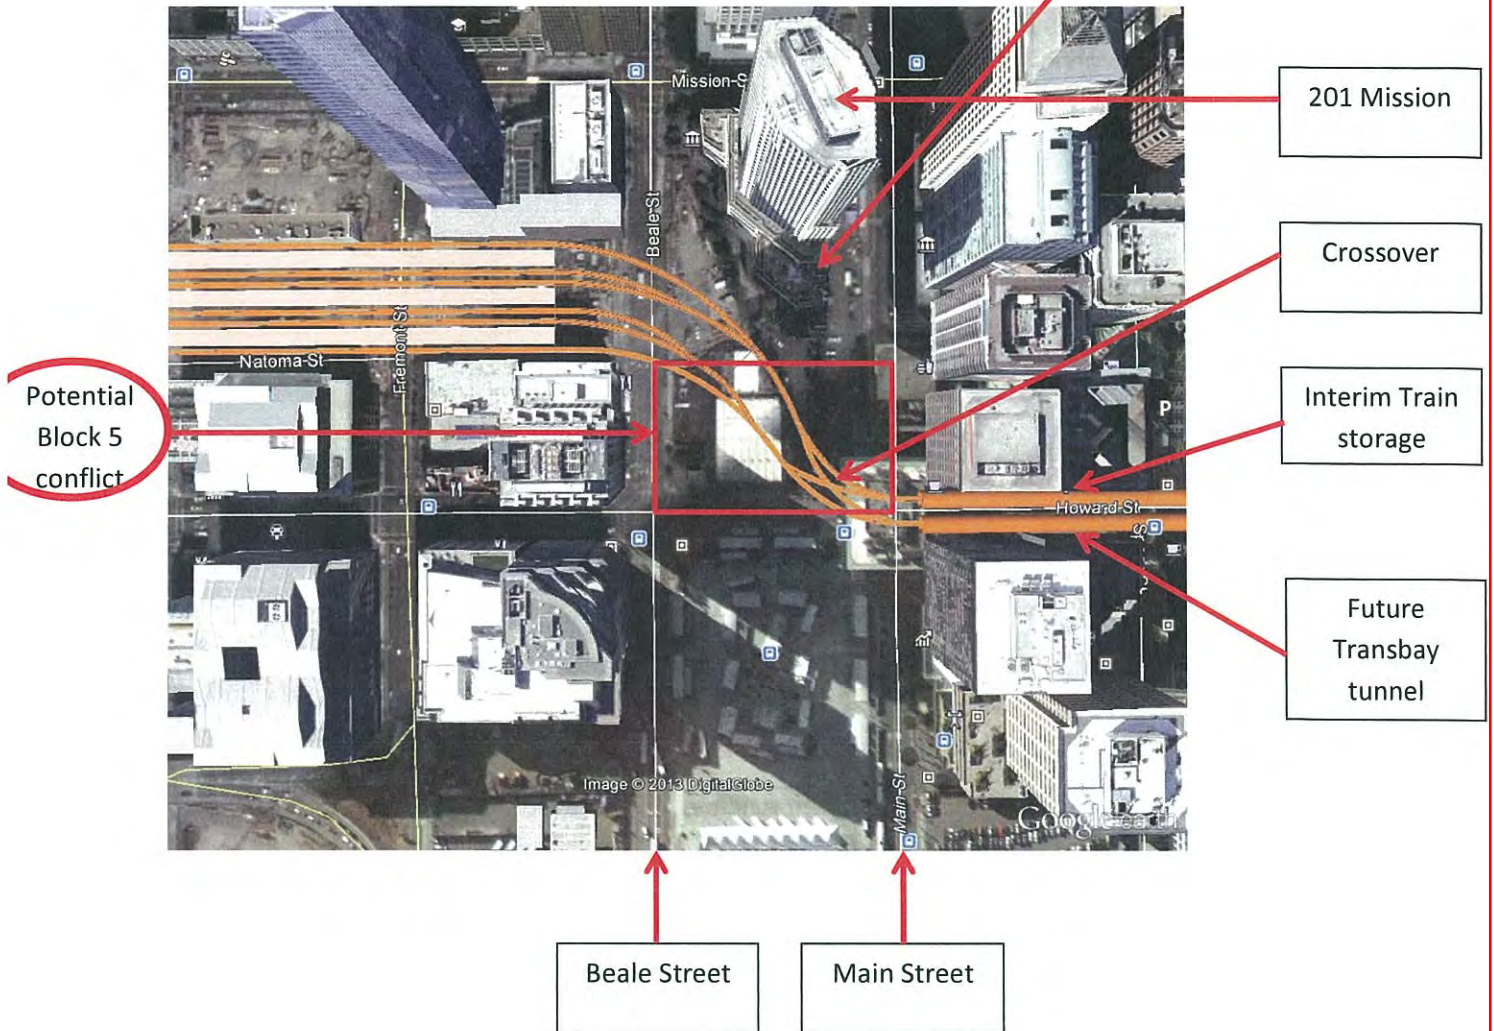 Mission-S
201 Mission
Beale-St
Crossover
Fremont St
Natoma-St
Potential
Block 5
conflict
Interim Train
storage
P
Howard-St
St
Future
Transbay
tunnel
Image © 2013 DigitalGlobe
Main-St
Google earth
Beale Street
Main Street